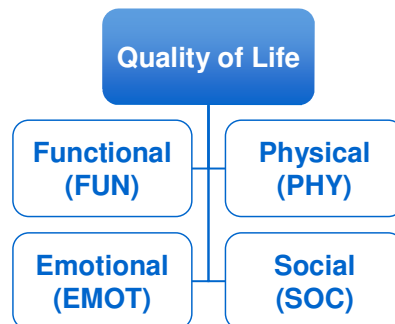 Quality of Life
Functional
(FUN)
Physical
(PHY)
Emotional
(EMOT)
Social
(SOC)